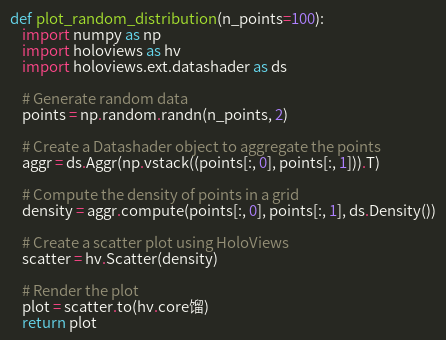 def plot_random_distribution(n_points=100):
import numpy as np
import holoviews as hv
import holoviews.ext.datashader as ds
# Generate random data
points = np.random.randn(n_points, 2)
# Create a Datashader object to aggregate the points
aggr = ds.Aggr(np.vstack((points[:, 0], points[:, 1])).T)
# Compute the density of points in a grid
density = aggr.compute(points[:, 0], points[:, 1], ds.Density())
# Create a scatter plot using HoloViews
scatter = hv.Scatter(density)
# Render the plot
plot = scatter.to(hv.core馏)
return plot